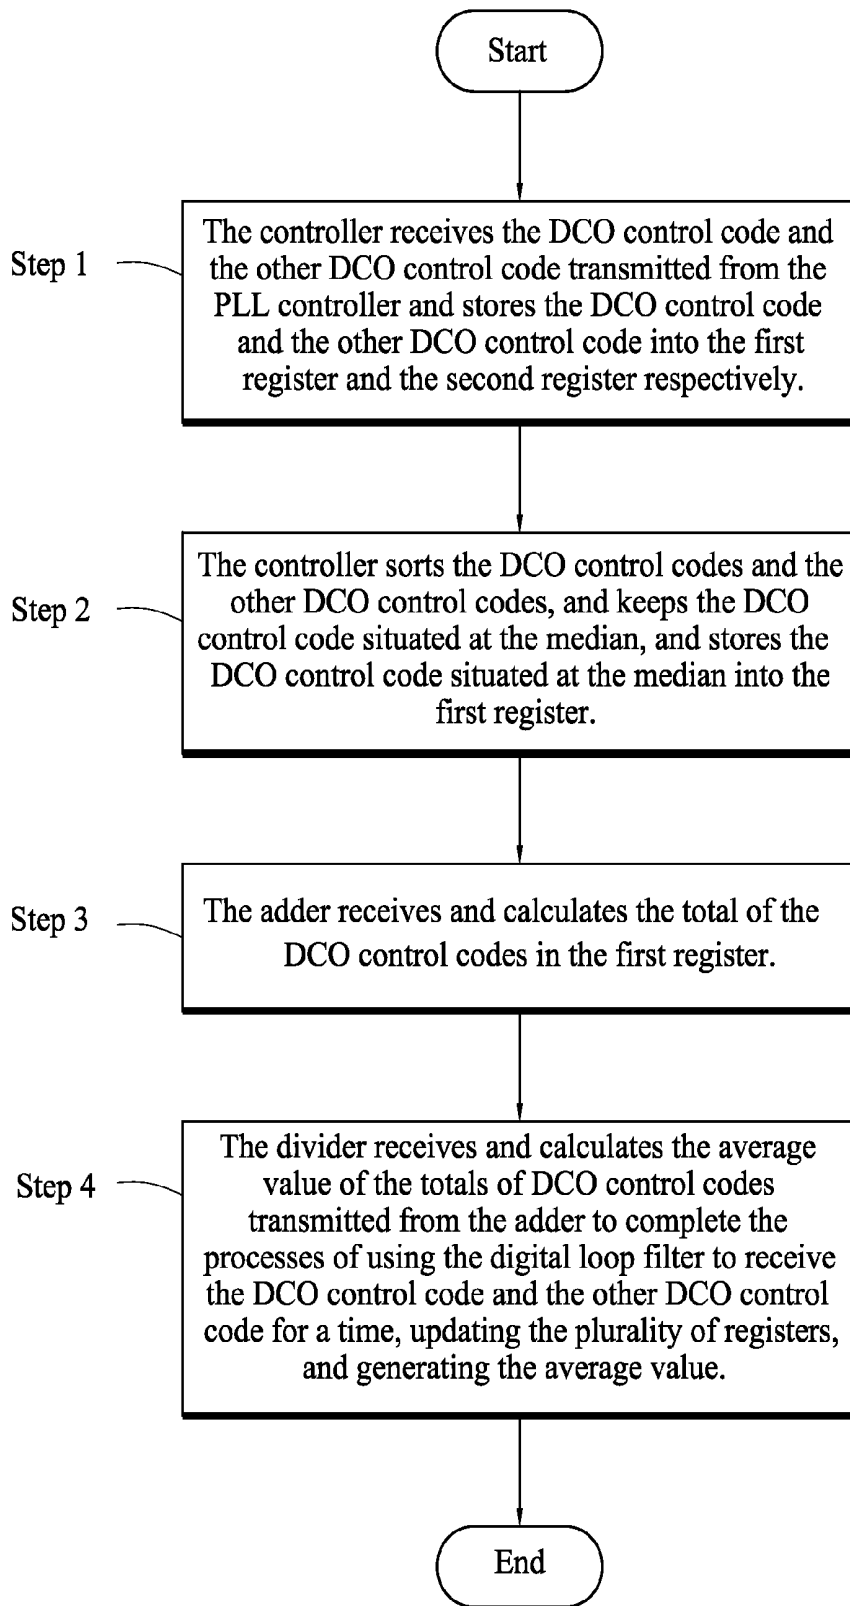 Start
Step 1
The controller receives the DCO control code and
the other DCO control code transmitted from the
PLL controller and stores the DCO control code
and the other DCO control code into the first
register and the second register respectively.
Step 2
The controller sorts the DCO control codes and the
other DCO control codes, and keeps the DCO
control code situated at the median, and stores the
DCO control code situated at the median into the
first register.
Step 3
The adder receives and calculates the total of the
DCO control codes in the first register.
Step 4
The divider receives and calculates the average
value of the totals of DCO control codes
transmitted from the adder to complete the
processes of using the digital loop filter to receive
the DCO control code and the other DCO control
code for a time, updating the plurality of registers,
and generating the average value.
End